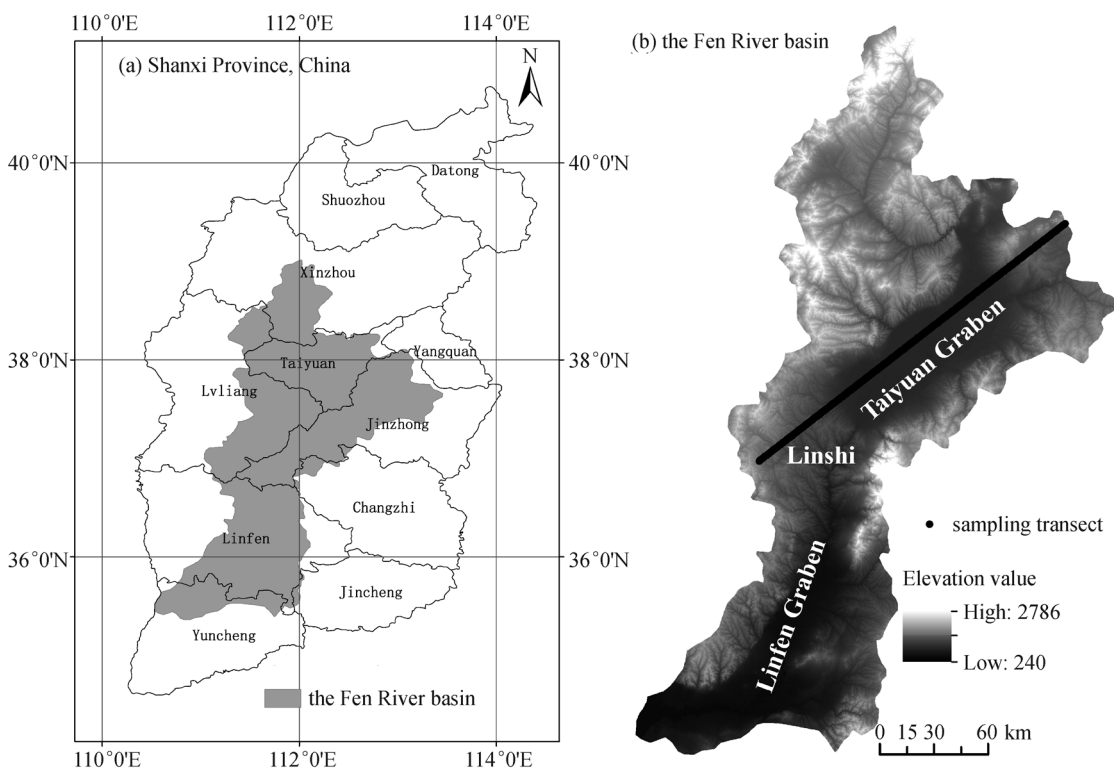 110°0'E 112°0'E 114°0'E
(a) Shanxi Province, China
N
40°0'N
38°0'N
36°0'N
40°0'N
38°0'N
36°0'N
Datong
Shuozhou
Xinzhou
Taiyuan
Yangquan
Lvliang
Jinzhong
Changzhi
Linfen
Jincheng
Yuncheng
the Fen River basin
110°0'E 112°0'E 114°0'E
(b) the Fen River basin
Taiyuan Graben
Linshi
Linfen Graben
sampling transect
Elevation value
High: 2786
Low: 240
0 15 30 60 km